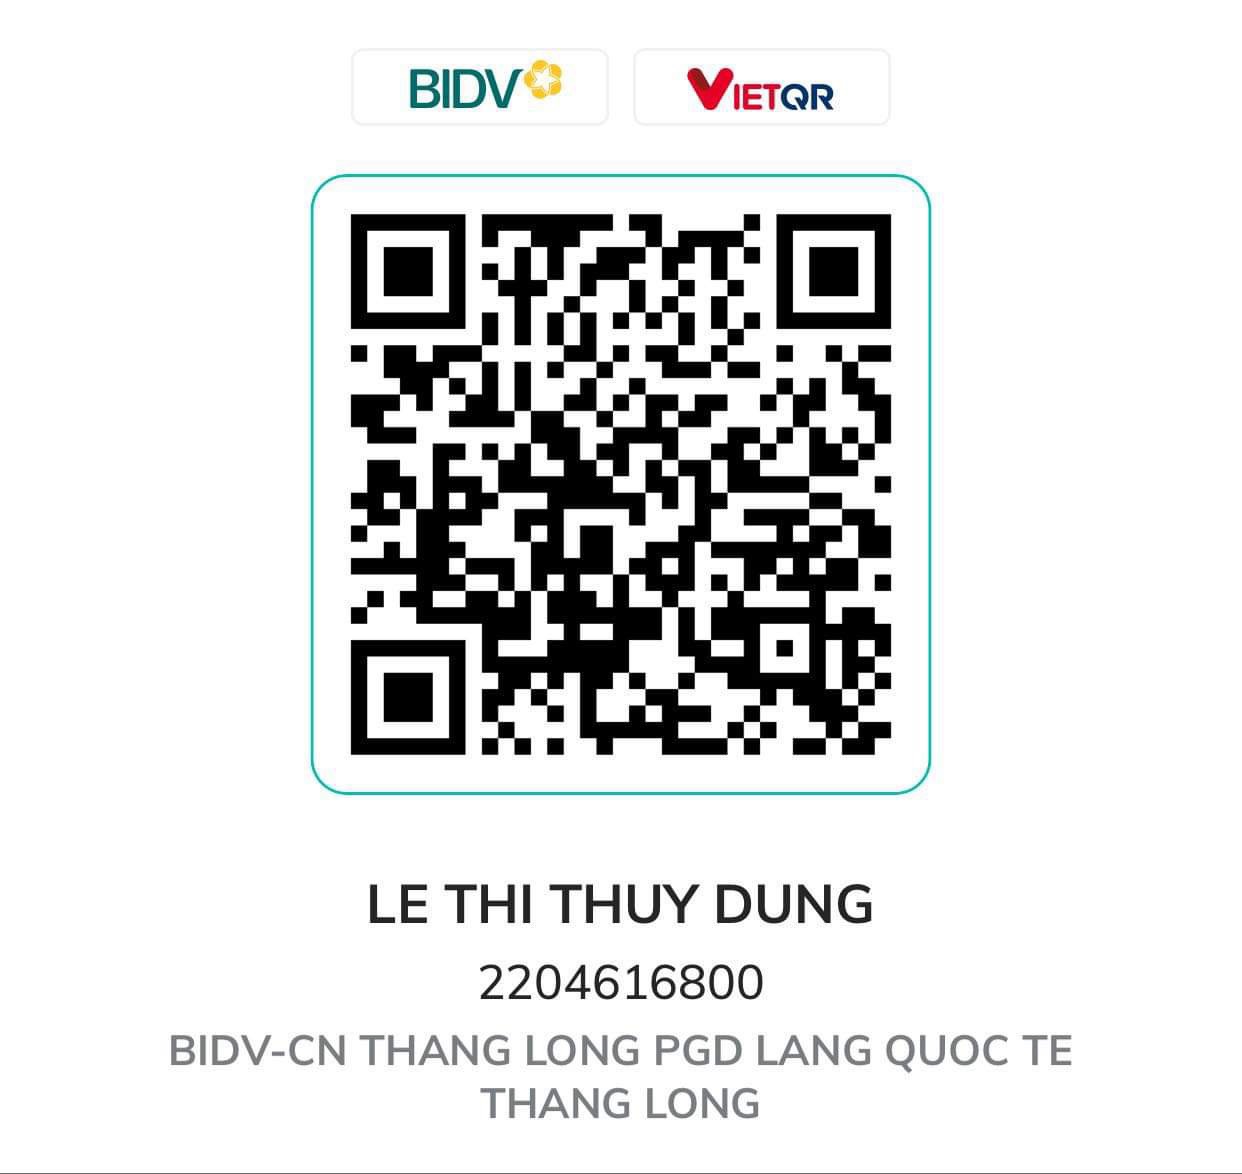 BIDV
VIETQR
LE THI THUY DUNG
2204616800
BIDV-CN THANG LONG PGD LANG QUOC TE
THANG LONG